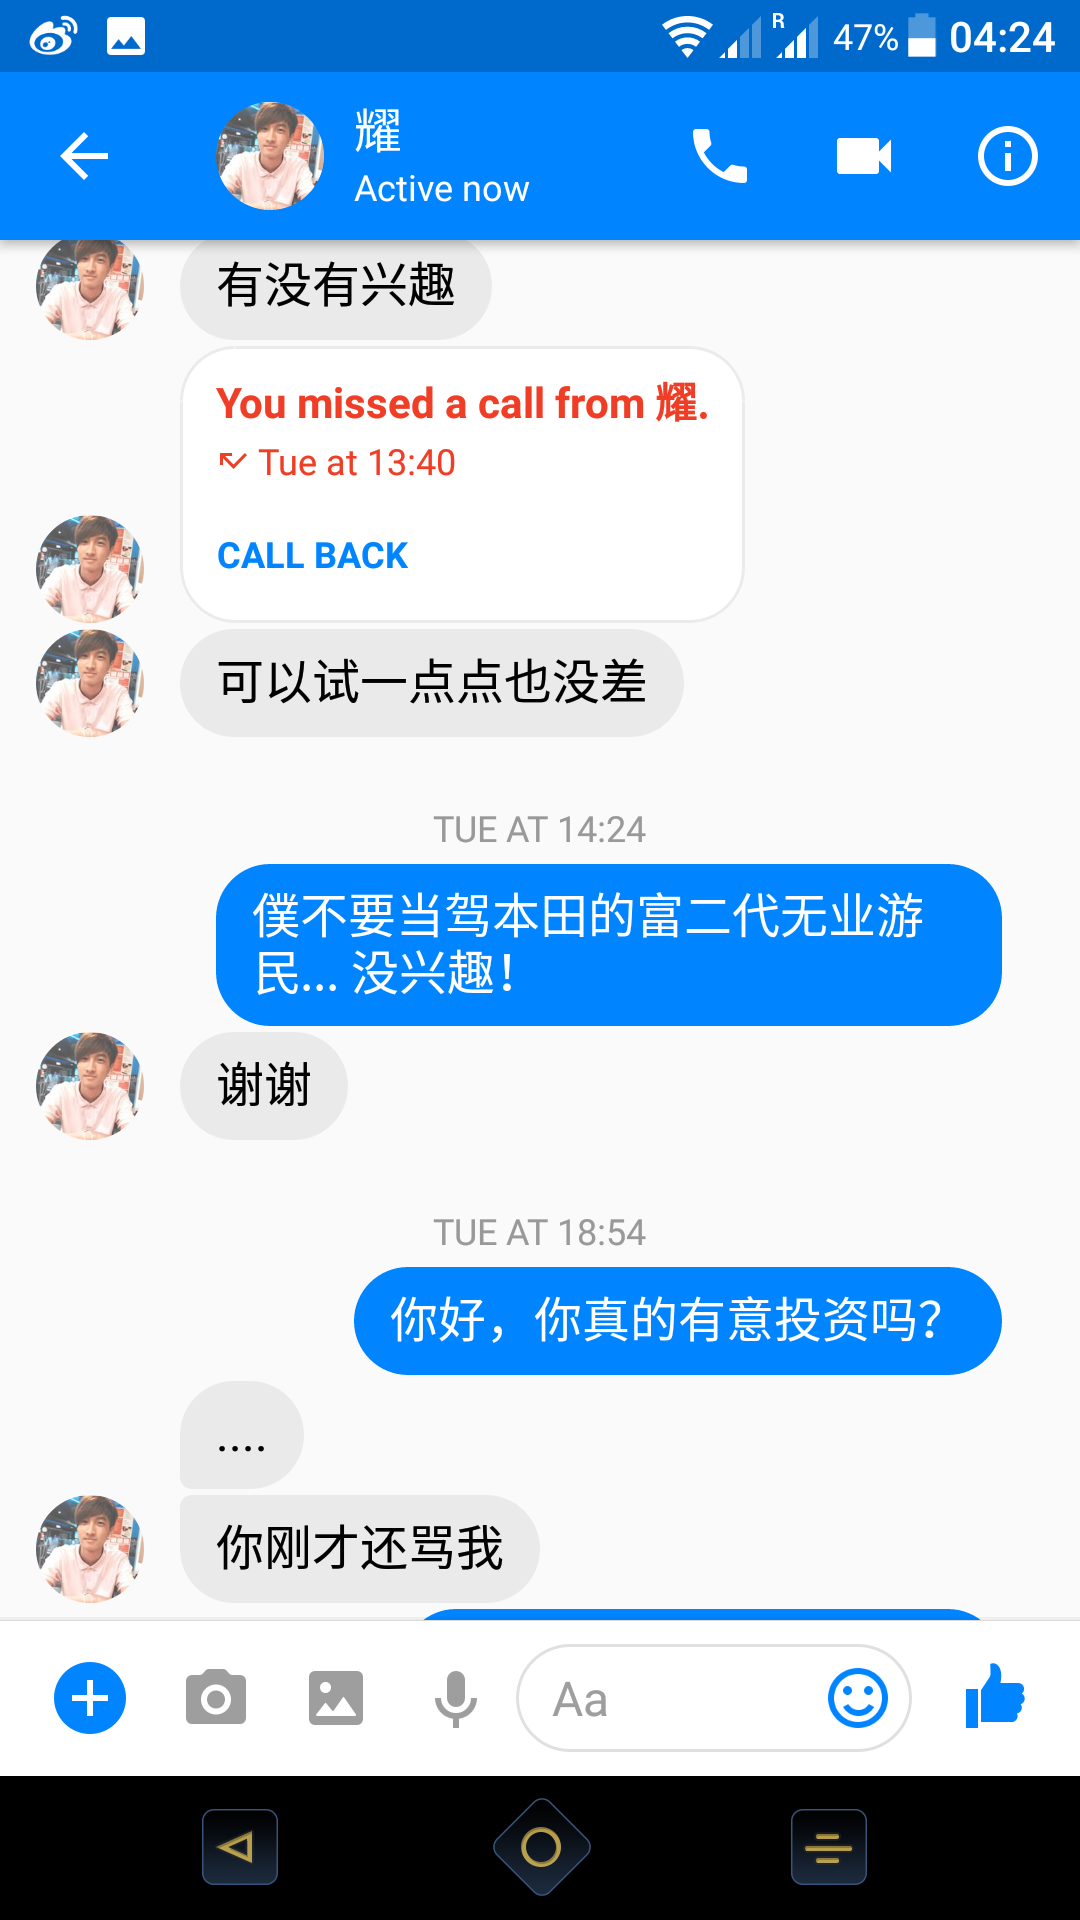 R 47% 04:24
耀
Active now
有没有兴趣
You missed a call from 耀.
Tue at 13:40
CALL BACK
可以试一点点也没差
TUE AT 14:24
僕不要当驾本田的富二代无业游
民... 没兴趣！
谢谢
TUE AT 18:54
你好，你真的有意投资吗？
....
你刚才还骂我
Aa